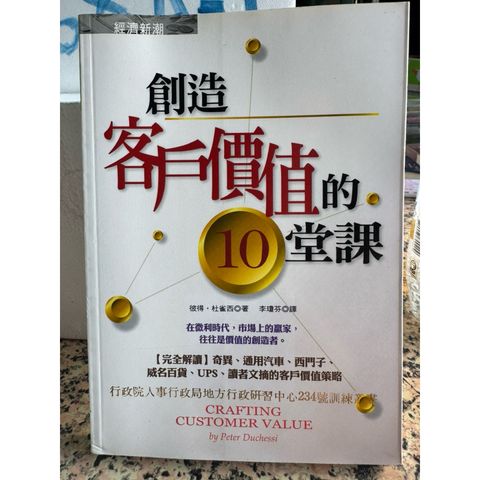 經濟新潮
創造
客戶價值的
10堂課
彼得·杜雀西◎著 李瓊芬◎譯
在微利時代，市場上的贏家，
往往是價值的創造者。
【完全解讀】奇異、通用汽車、西門子、
威名百貨、UPS、讀者文摘的客戶價值策略
行政院人事行政局地方行政研習中心234號訓練叢書
CRAFTING
CUSTOMER VALUE
by Peter Duchessi